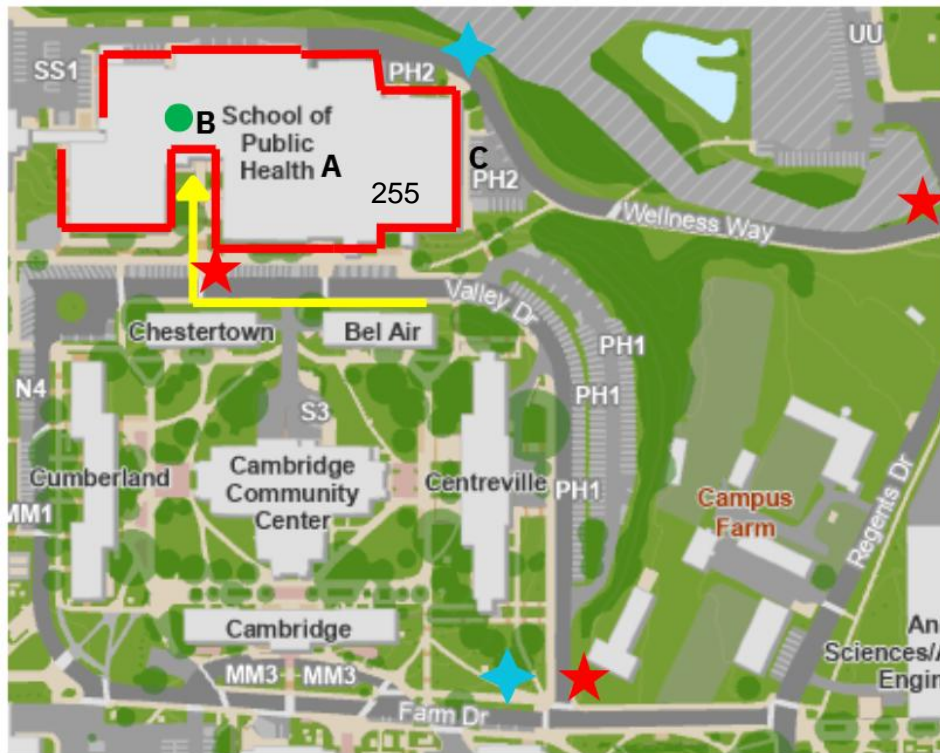 UU
SS1
PH2
B
School of
Public
Health
A
C
255
PH2
Wellness Way
Valley Dr
Chestertown
Bel Air
PH1
N4
PH1
S3
Cumberland
Cambridge
Community
Center
Centreville
PH1
Campus
Farm
MM1
Regents Dr
Cambridge
An
Sciences/A
Engin
MM3
MM3
Farm Dr